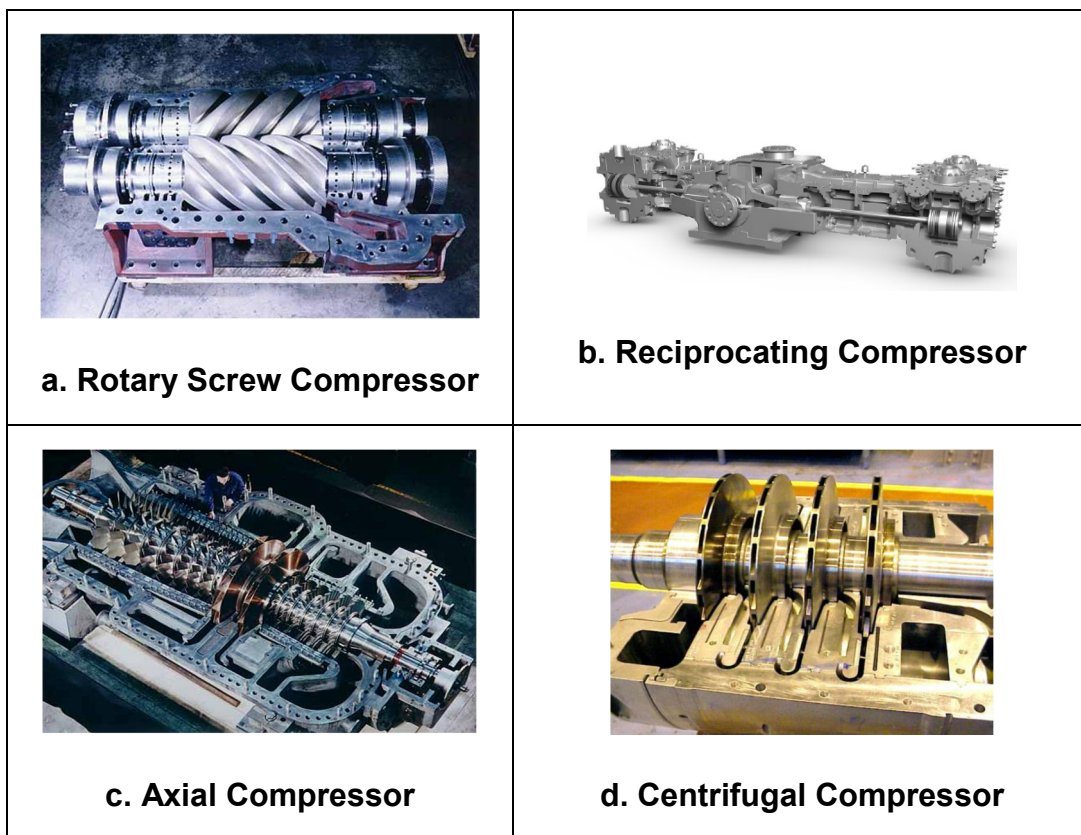 a. Rotary Screw Compressor
b. Reciprocating Compressor
c. Axial Compressor
d. Centrifugal Compressor